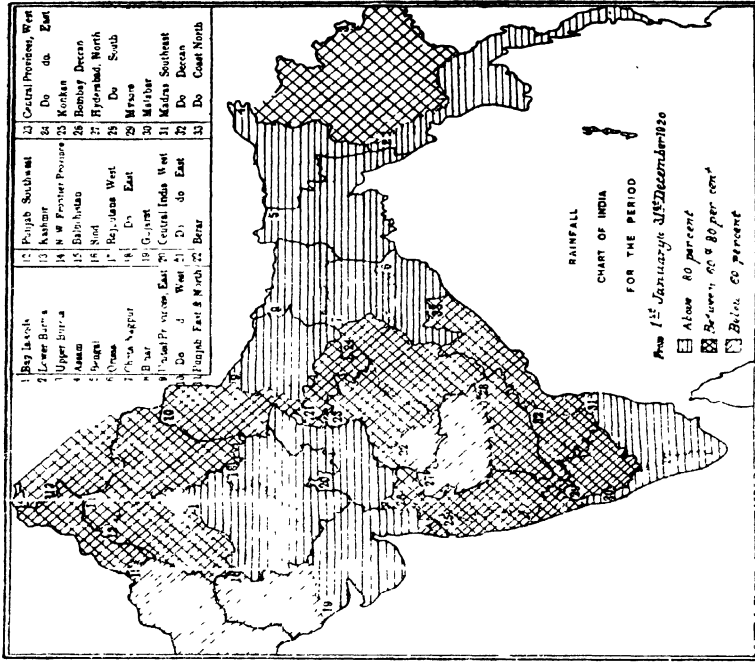 1 Bay Islands
2 Lower Burma
3 Upper Burma
4 Assam
5 Bengal
6 Orissa
7 Chota Nagpur
8 Bihar
9 United Provinces, East
10 Do d West
11 Punjab East & North
12 Punjab Southwest
13 Kashmir
14 N W Frontier Province
15 Baluchistan
16 Sind
17 Rajputana West
18 Do East
19 Gujarat
20 Central India West
21 Do do East
22 Berar
23 Central Provinces, West
24 Do do East
25 Konkan
26 Bombay Deccan
27 Hyderabad, North
28 Do South
29 Mysore
30 Malabar
31 Madras Southeast
32 Do Deccan
33 Do Coast North
RAINFALL
CHART OF INDIA
FOR THE PERIOD
From 1st January to 31st December 1920
Above 80 percent
Between 60 & 80 per cent
Below 60 percent